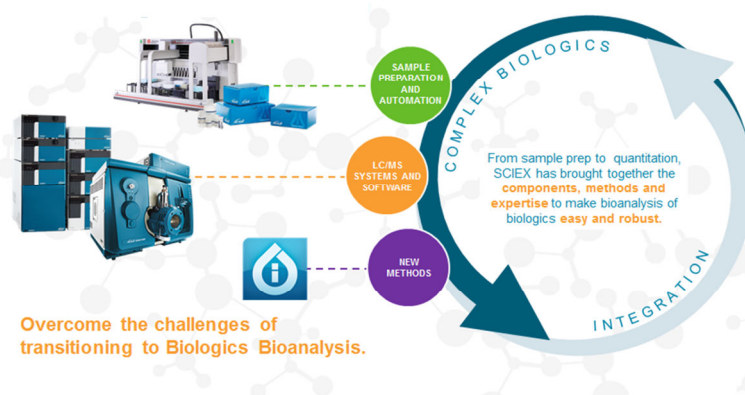 SAMPLE
PREPARATION
AND
AUTOMATION
LC/MS
SYSTEMS AND
SOFTWARE
NEW
METHODS
COMPLEX BIOLOGICS
From sample prep to quantitation,
SCIEX has brought together the
components, methods and
expertise to make bioanalysis of
biologics easy and robust.
INTEGRATION
Overcome the challenges of
transitioning to Biologics Bioanalysis.